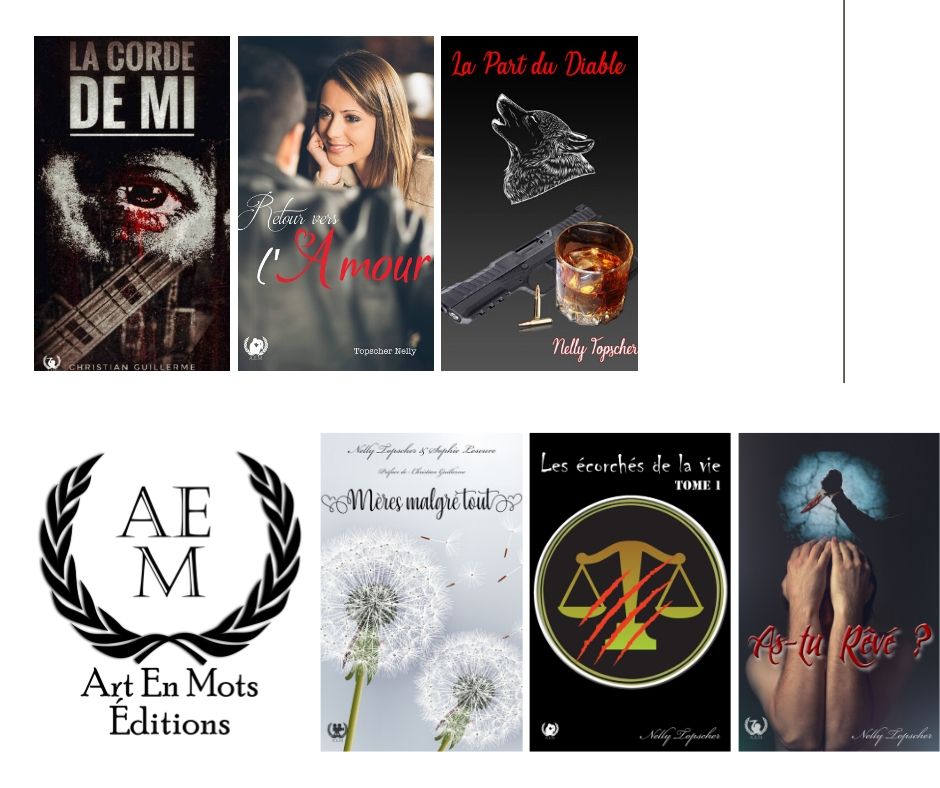 LA CORDE
DE MI
CHRISTIAN GUILLERME
Retour vers
l'Amour
Topscher Nelly
La Part du Diable
Nelly Topscher
AE
M
Art En Mots
Éditions
Nelly Topscher & Sophie Leseure
Préface de : Christian Guillerme
Mères malgré tout
Les écorchés de la vie
TOME 1
Nelly Topscher
As-tu Rêvé ?
Nelly Topscher